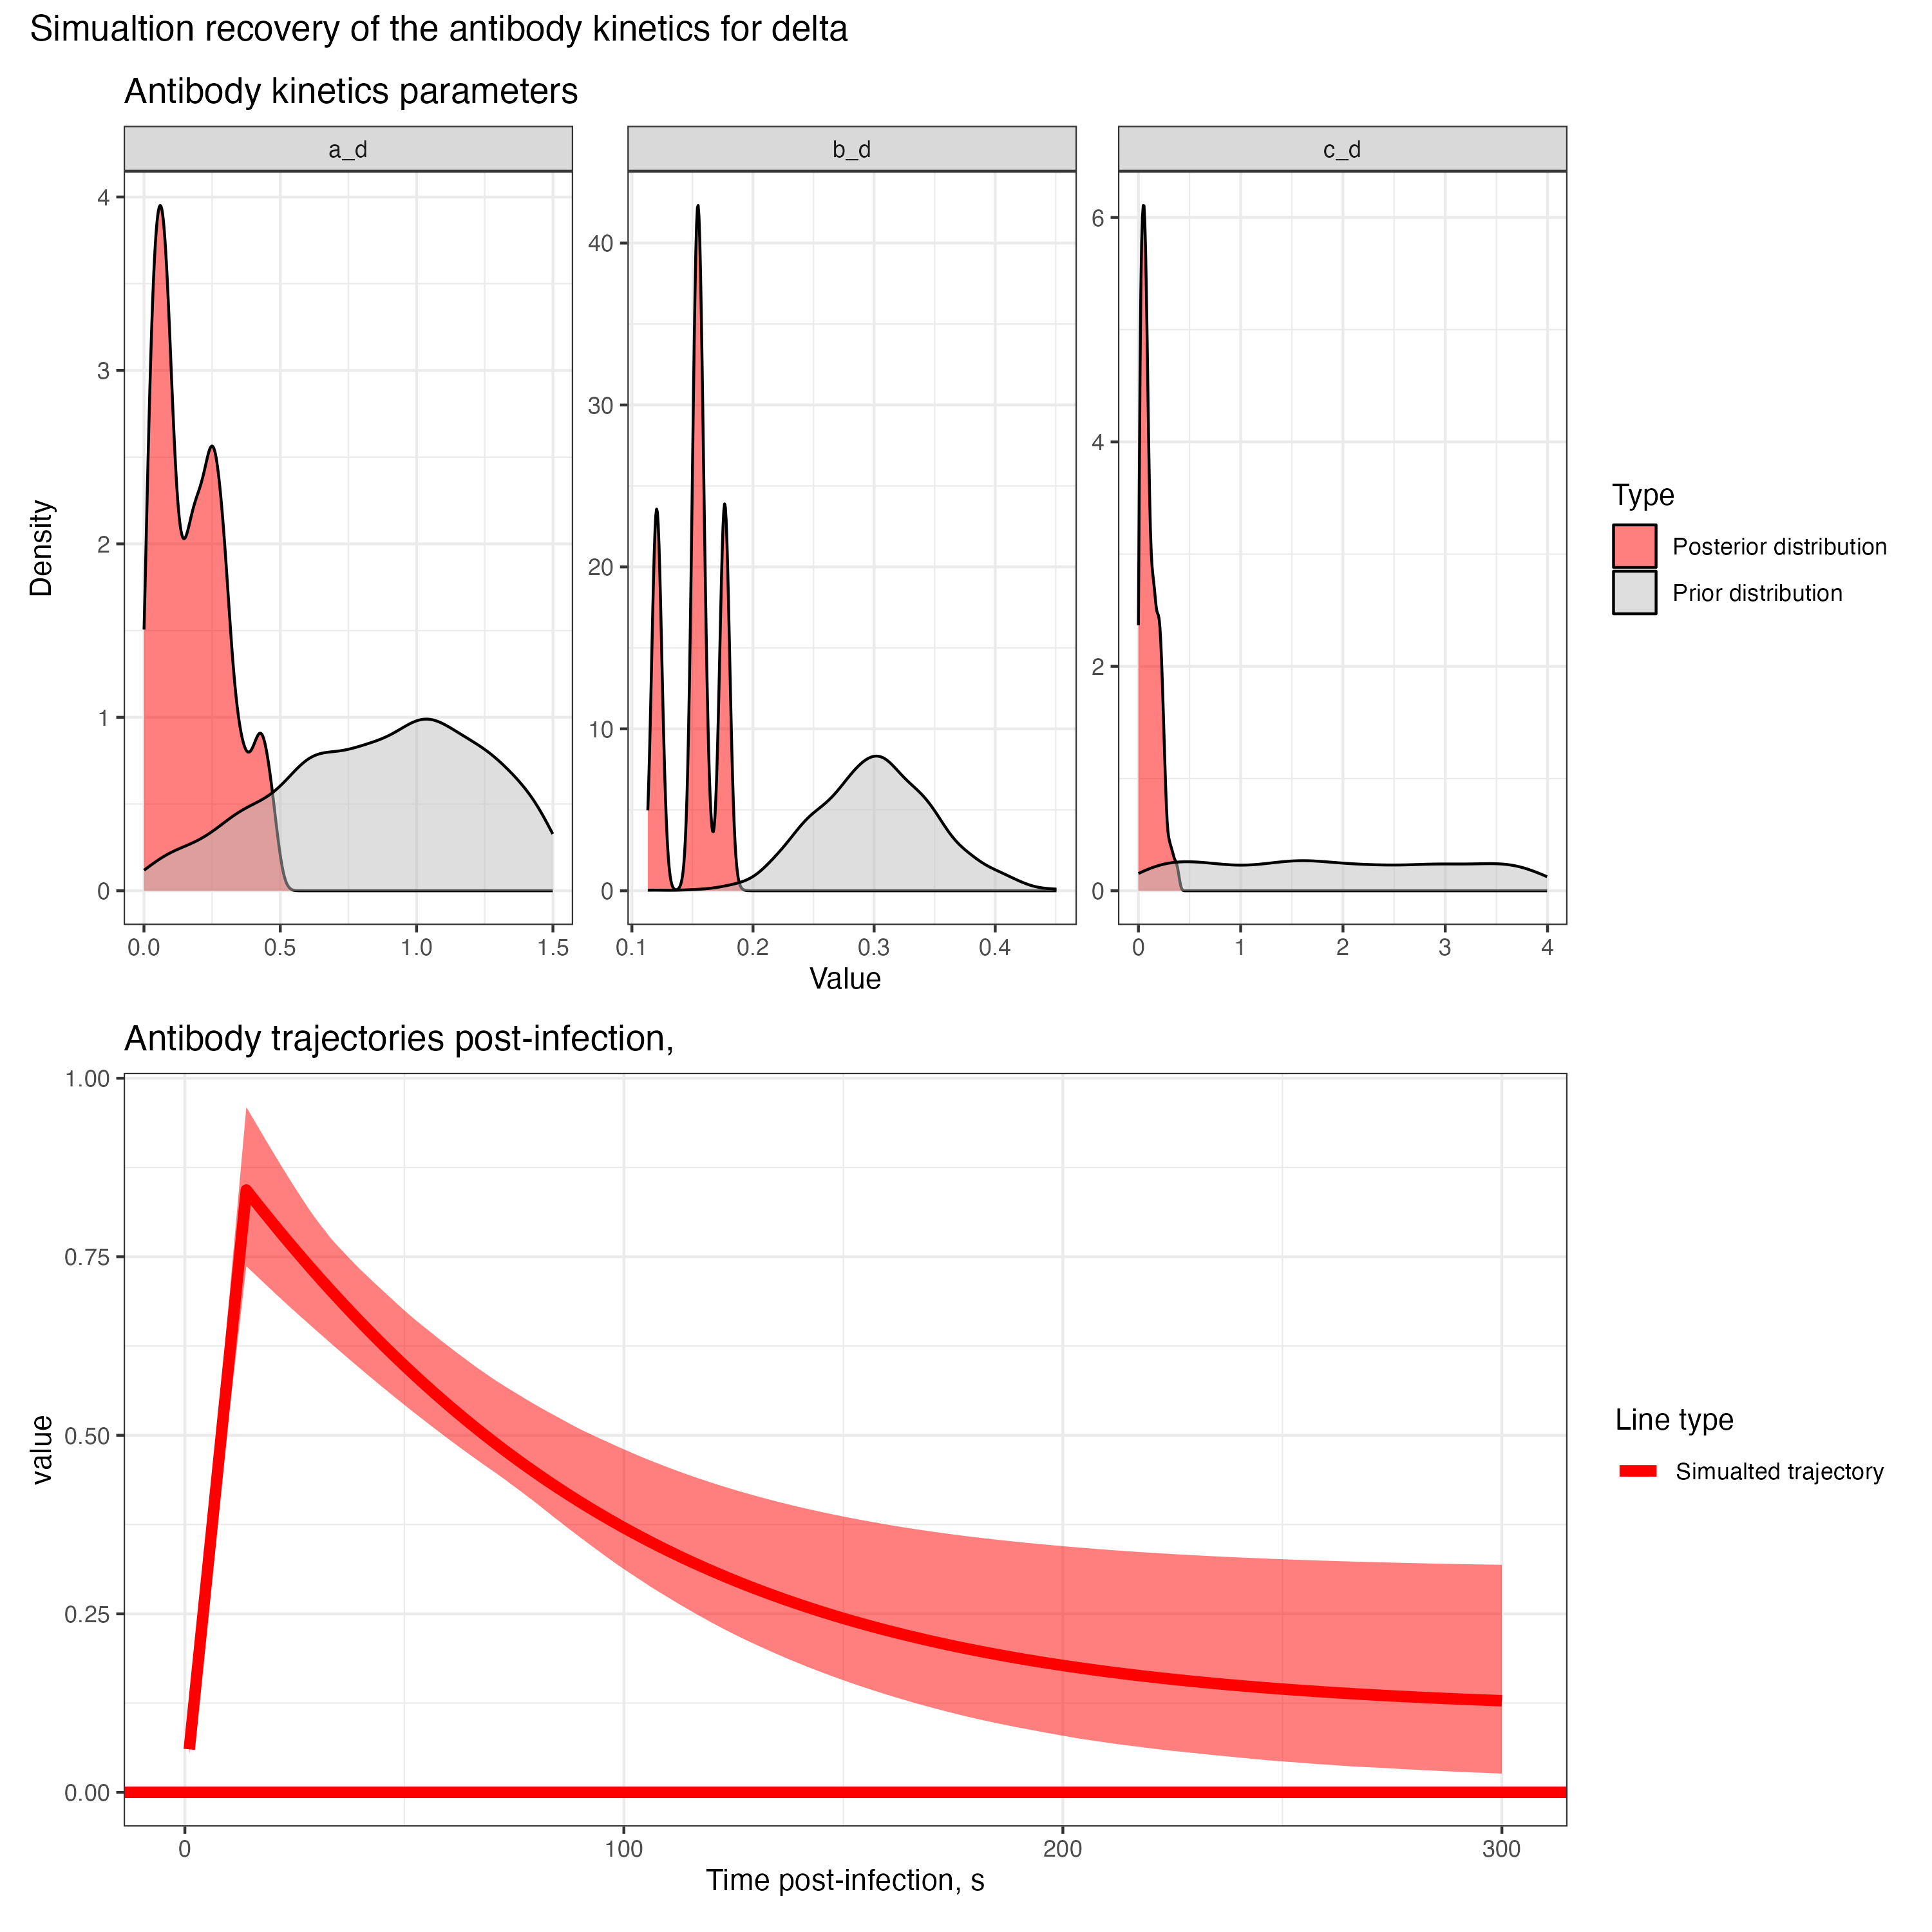 Simualtion recovery of the antibody kinetics for delta
Antibody kinetics parameters
a_d
b_d
c_d
Density
4
3
2
1
0
0.0
0.5
1.0
1.5
40
30
20
10
0
0.1
0.2
0.3
0.4
6
4
2
0
0
1
2
3
4
Value
Type
Posterior distribution
Prior distribution
Antibody trajectories post-infection,
value
1.00
0.75
0.50
0.25
0.00
0
100
200
300
Time post-infection, s
Line type
Simualted trajectory